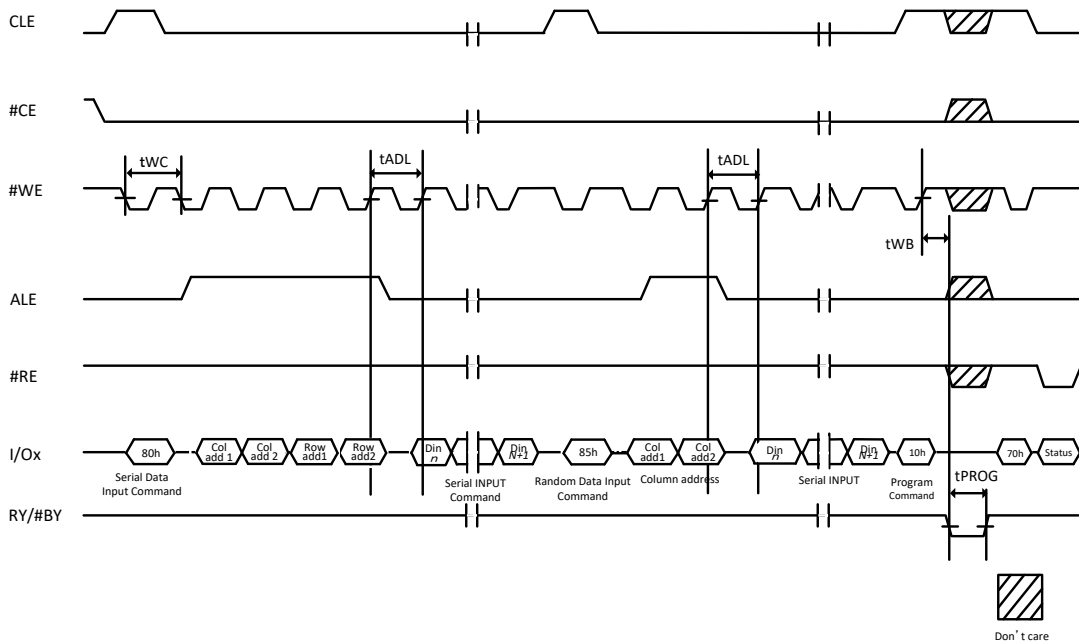 CLE
#CE
tWC
tADL
tADL
#WE
tWB
ALE
#RE
I/Ox
80h
Col add 1
Col add 2
Row add1
Row add2
Din n
Din N+1
85h
Col add1
Col add2
Din n
Din N+1
10h
70h
Status
Serial Data Input Command
Serial INPUT Command
Random Data Input Command
Column address
Serial INPUT
Program Command
tPROG
RY/#BY
Don't care